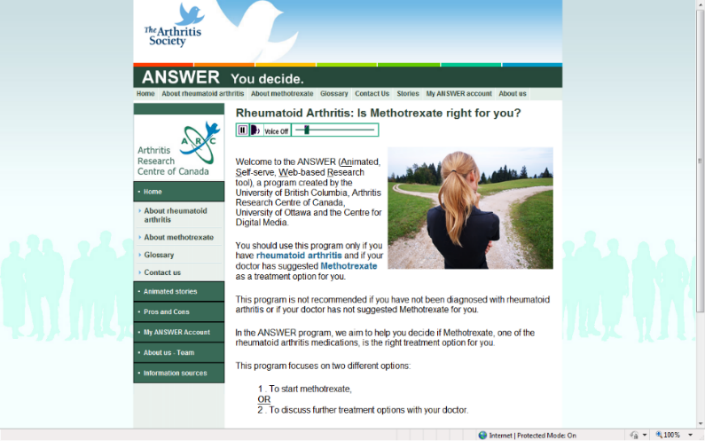 The Arthritis
Society
ANSWER You decide.
Home About rheumatoid arthritis About methotrexate Glossary Contact Us Stories My ANSWER account About us
Rheumatoid Arthritis: Is Methotrexate right for you?
Voice Off
ARC
Arthritis
Research
Centre of Canada
• Home
› About rheumatoid
arthritis
› About methotrexate
› Glossary
› Contact us
• Animated stories
• Pros and Cons
• My ANSWER Account
• About us - Team
• Information sources
Welcome to the ANSWER (Animated,
Self-serve, Web-based Research
tool), a program created by the
University of British Columbia, Arthritis
Research Centre of Canada,
University of Ottawa and the Centre for
Digital Media.
You should use this program only if you
have rheumatoid arthritis and if your
doctor has suggested Methotrexate
as a treatment option for you.
This program is not recommended if you have not been diagnosed with rheumatoid
arthritis or if your doctor has not suggested Methotrexate for you.
In the ANSWER program, we aim to help you decide if Methotrexate, one of the
rheumatoid arthritis medications, is the right treatment option for you.
This program focuses on two different options:
1. To start methotrexate,
OR
2. To discuss further treatment options with your doctor.
Internet | Protected Mode: On
100%